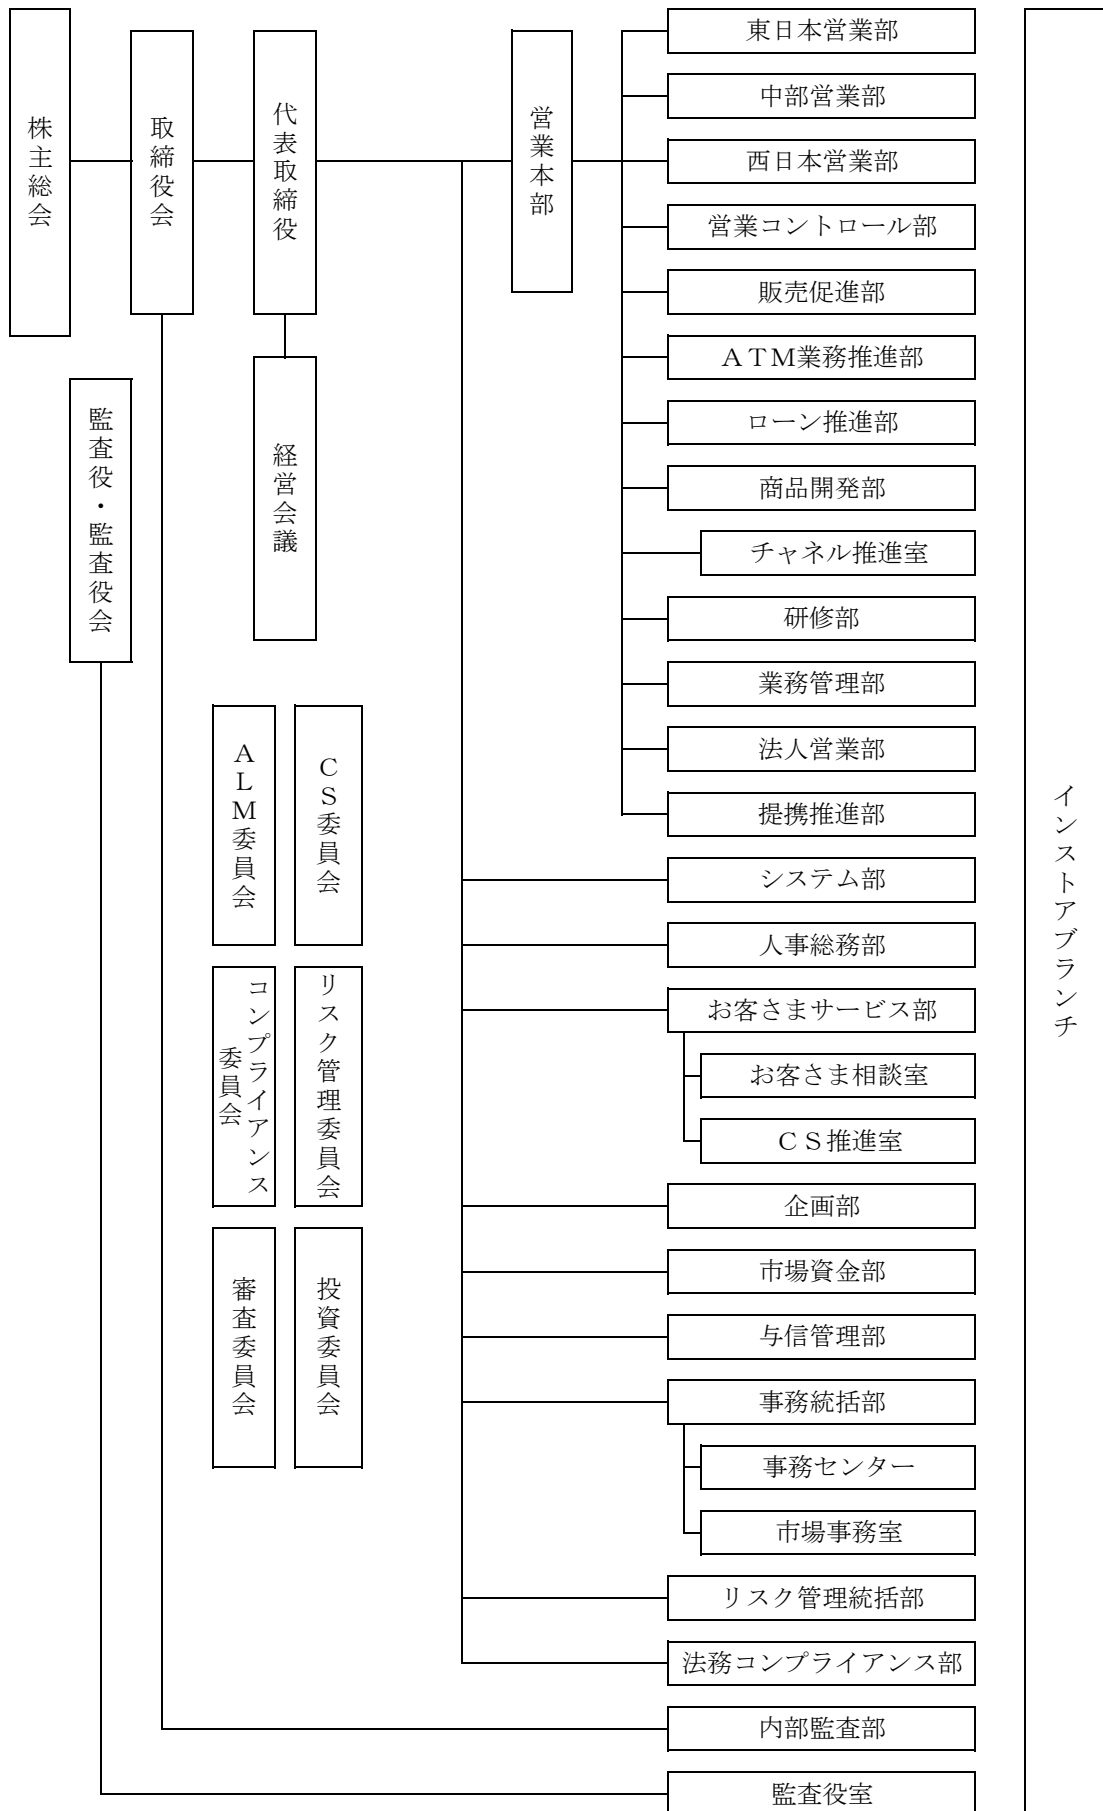 株主総会
取締役会
代表取締役
営業本部
監査役・監査役会
経営会議
ALM委員会
CS委員会
コンプライアンス
委員会
リスク管理委員会
審査委員会
投資委員会
東日本営業部
中部営業部
西日本営業部
営業コントロール部
販売促進部
ATM業務推進部
ローン推進部
商品開発部
チャネル推進室
研修部
業務管理部
法人営業部
提携推進部
システム部
人事総務部
お客さまサービス部
お客さま相談室
CS推進室
企画部
市場資金部
与信管理部
事務統括部
事務センター
市場事務室
リスク管理統括部
法務コンプライアンス部
内部監査部
監査役室
インストアブランチ